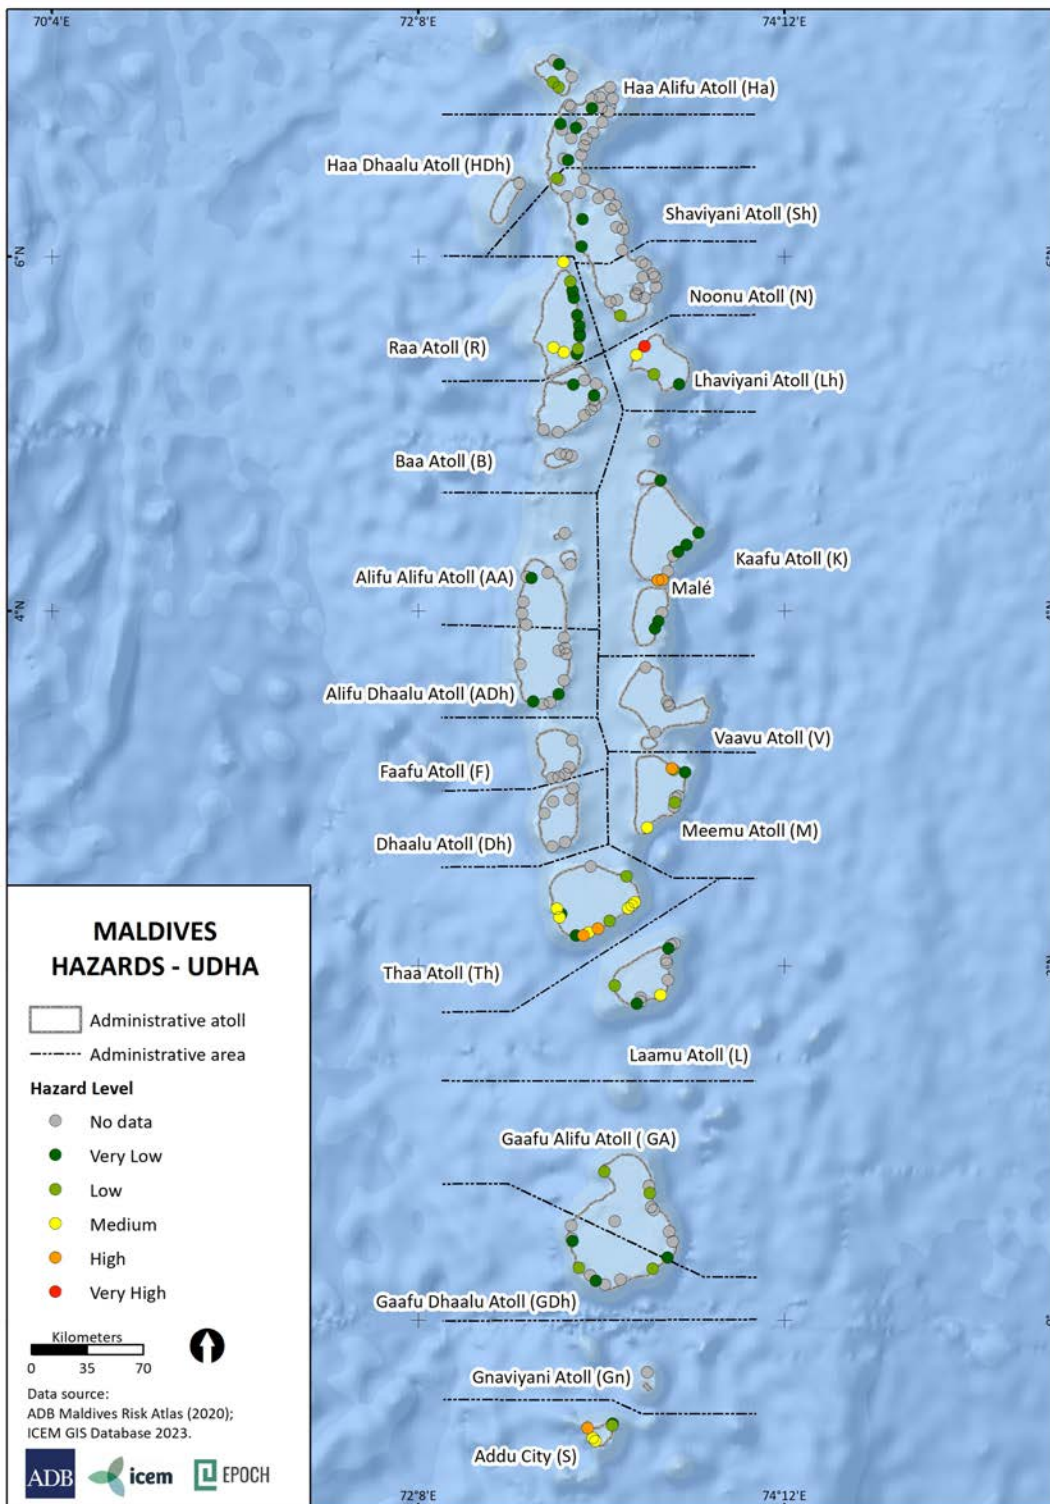 70°4'E
72°8'E
74°12'E
Haa Alifu Atoll (Ha)
Haa Dhaalu Atoll (HDh)
Shaviyani Atoll (Sh)
6°N
Noonu Atoll (N)
Raa Atoll (R)
Lhaviyani Atoll (Lh)
Baa Atoll (B)
Kaafu Atoll (K)
Alifu Alifu Atoll (AA)
Malé
4°N
Alifu Dhaalu Atoll (ADh)
Vaavu Atoll (V)
Faafu Atoll (F)
Meemu Atoll (M)
Dhaalu Atoll (Dh)
Thaa Atoll (Th)
Laamu Atoll (L)
Gaafu Alifu Atoll ( GA)
Gaafu Dhaalu Atoll (GDh)
Gnaviyani Atoll (Gn)
Addu City (S)
72°8'E
74°12'E
MALDIVES
HAZARDS - UDHA
Administrative atoll
Administrative area
Hazard Level
No data
Very Low
Low
Medium
High
Very High
Kilometers
0 35 70
Data source:
ADB Maldives Risk Atlas (2020);
ICEM GIS Database 2023.
ADB icem EPOCH